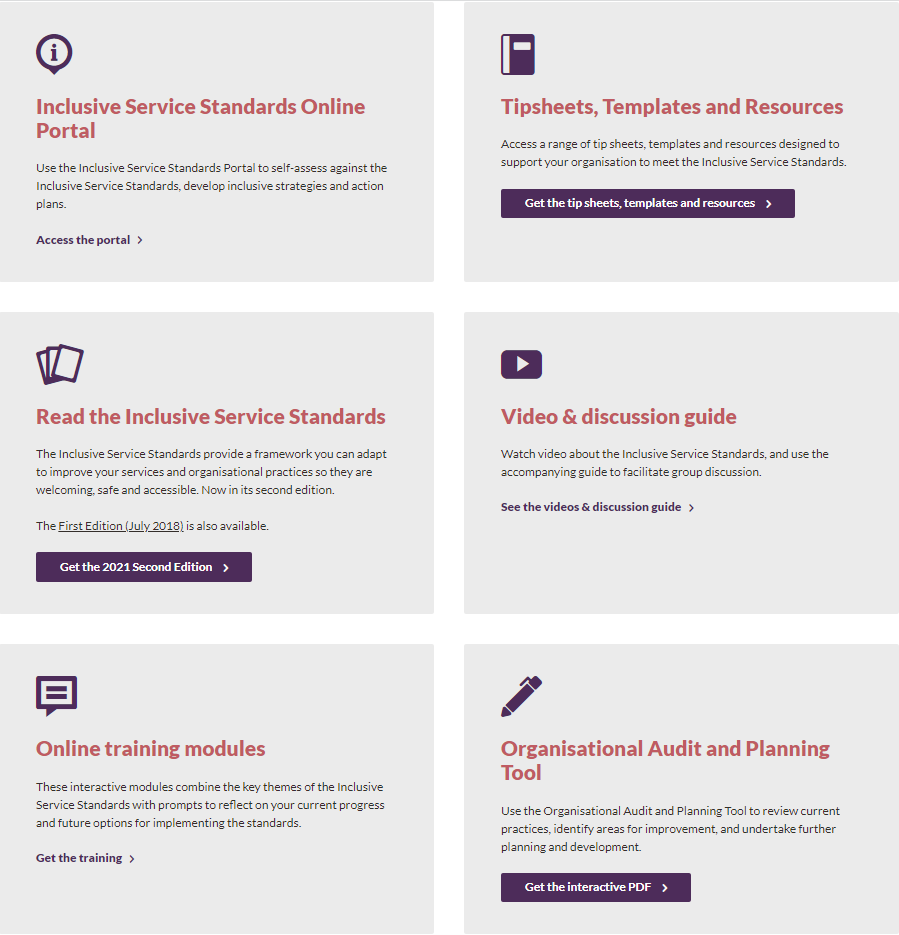 Inclusive Service Standards Online
Portal
Use the Inclusive Service Standards Portal to self-assess against the
Inclusive Service Standards, develop inclusive strategies and action
plans.
Access the portal
Tipsheets, Templates and Resources
Access a range of tip sheets, templates and resources designed to
support your organisation to meet the Inclusive Service Standards.
Get the tip sheets, templates and resources
Read the Inclusive Service Standards
The Inclusive Service Standards provide a framework you can adapt
to improve your services and organisational practices so they are
welcoming, safe and accessible. Now in its second edition.
The First Edition (July 2018) is also available.
Get the 2021 Second Edition
Video & discussion guide
Watch video about the Inclusive Service Standards, and use the
accompanying guide to facilitate group discussion.
See the videos & discussion guide
Online training modules
These interactive modules combine the key themes of the Inclusive
Service Standards with prompts to reflect on your current progress
and future options for implementing the standards.
Get the training
Organisational Audit and Planning
Tool
Use the Organisational Audit and Planning Tool to review current
practices, identify areas for improvement, and undertake further
planning and development.
Get the interactive PDF